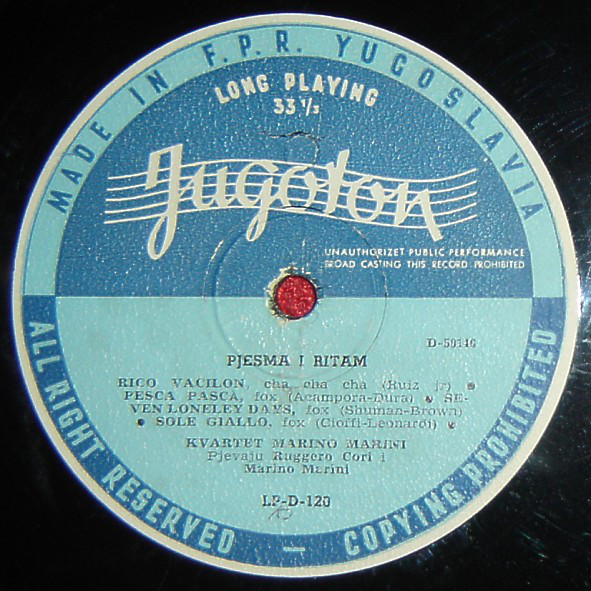 MADE IN F.P.R. YUGOSLAVIA
LONG PLAYING
33 1/3
Jugoton
UNAUTHORIZET PUBLIC PERFORMANCE
BROAD CASTING THIS RECORD PROHIBITED
D-50146
PJESMA I RITAM
RICO VACILON, cha cha cha (Ruiz jr) ●
PESCA PASCA, fox (Acampora-Dura) ● SE-
VEN LONELEY DAYS, fox (Shuman-Brown)
● SOLE GIALLO, fox (Cioffi-Leonardi) ●
KVARTET MARINO MARINI
Pjevaju Ruggero Cori i
Marino Marini
LP-D-120
ALL RIGHT RESERVED — COPYING PROHIBITED